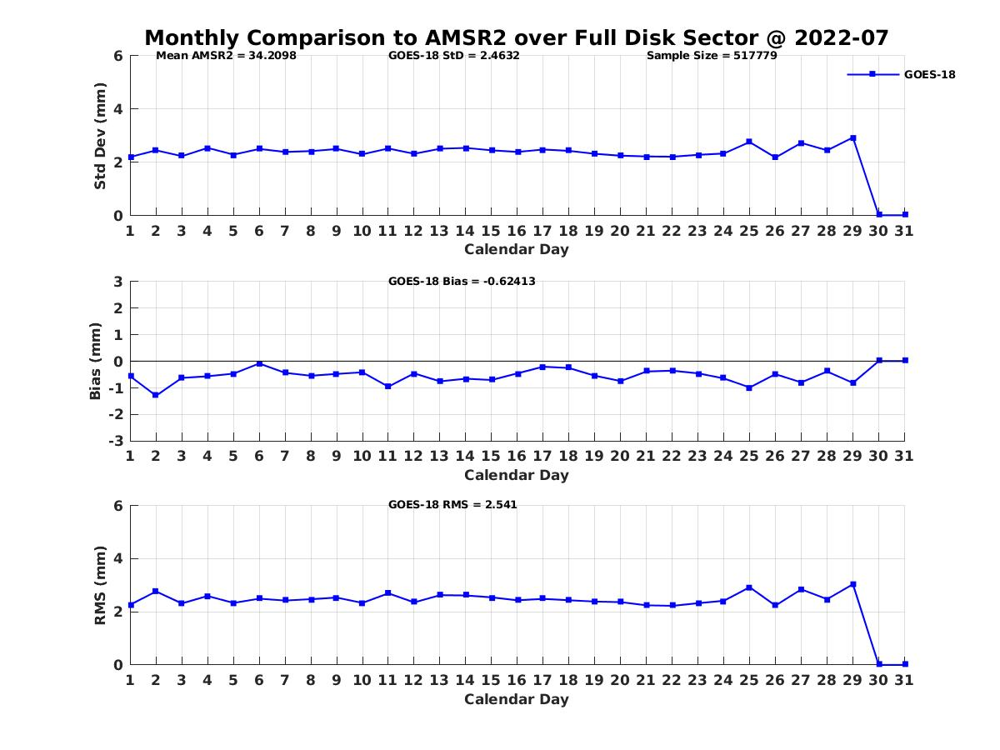 Monthly Comparison to AMSR2 over Full Disk Sector @ 2022-07
Mean AMSR2 = 34.2098 GOES-18 StD = 2.4632 Sample Size = 517779
GOES-18
Std Dev (mm)
6
4
2
0
1 2 3 4 5 6 7 8 9 10 11 12 13 14 15 16 17 18 19 20 21 22 23 24 25 26 27 28 29 30 31
Calendar Day
GOES-18 Bias = -0.62413
Bias (mm)
3
2
1
0
-1
-2
-3
1 2 3 4 5 6 7 8 9 10 11 12 13 14 15 16 17 18 19 20 21 22 23 24 25 26 27 28 29 30 31
Calendar Day
GOES-18 RMS = 2.541
RMS (mm)
6
4
2
0
1 2 3 4 5 6 7 8 9 10 11 12 13 14 15 16 17 18 19 20 21 22 23 24 25 26 27 28 29 30 31
Calendar Day